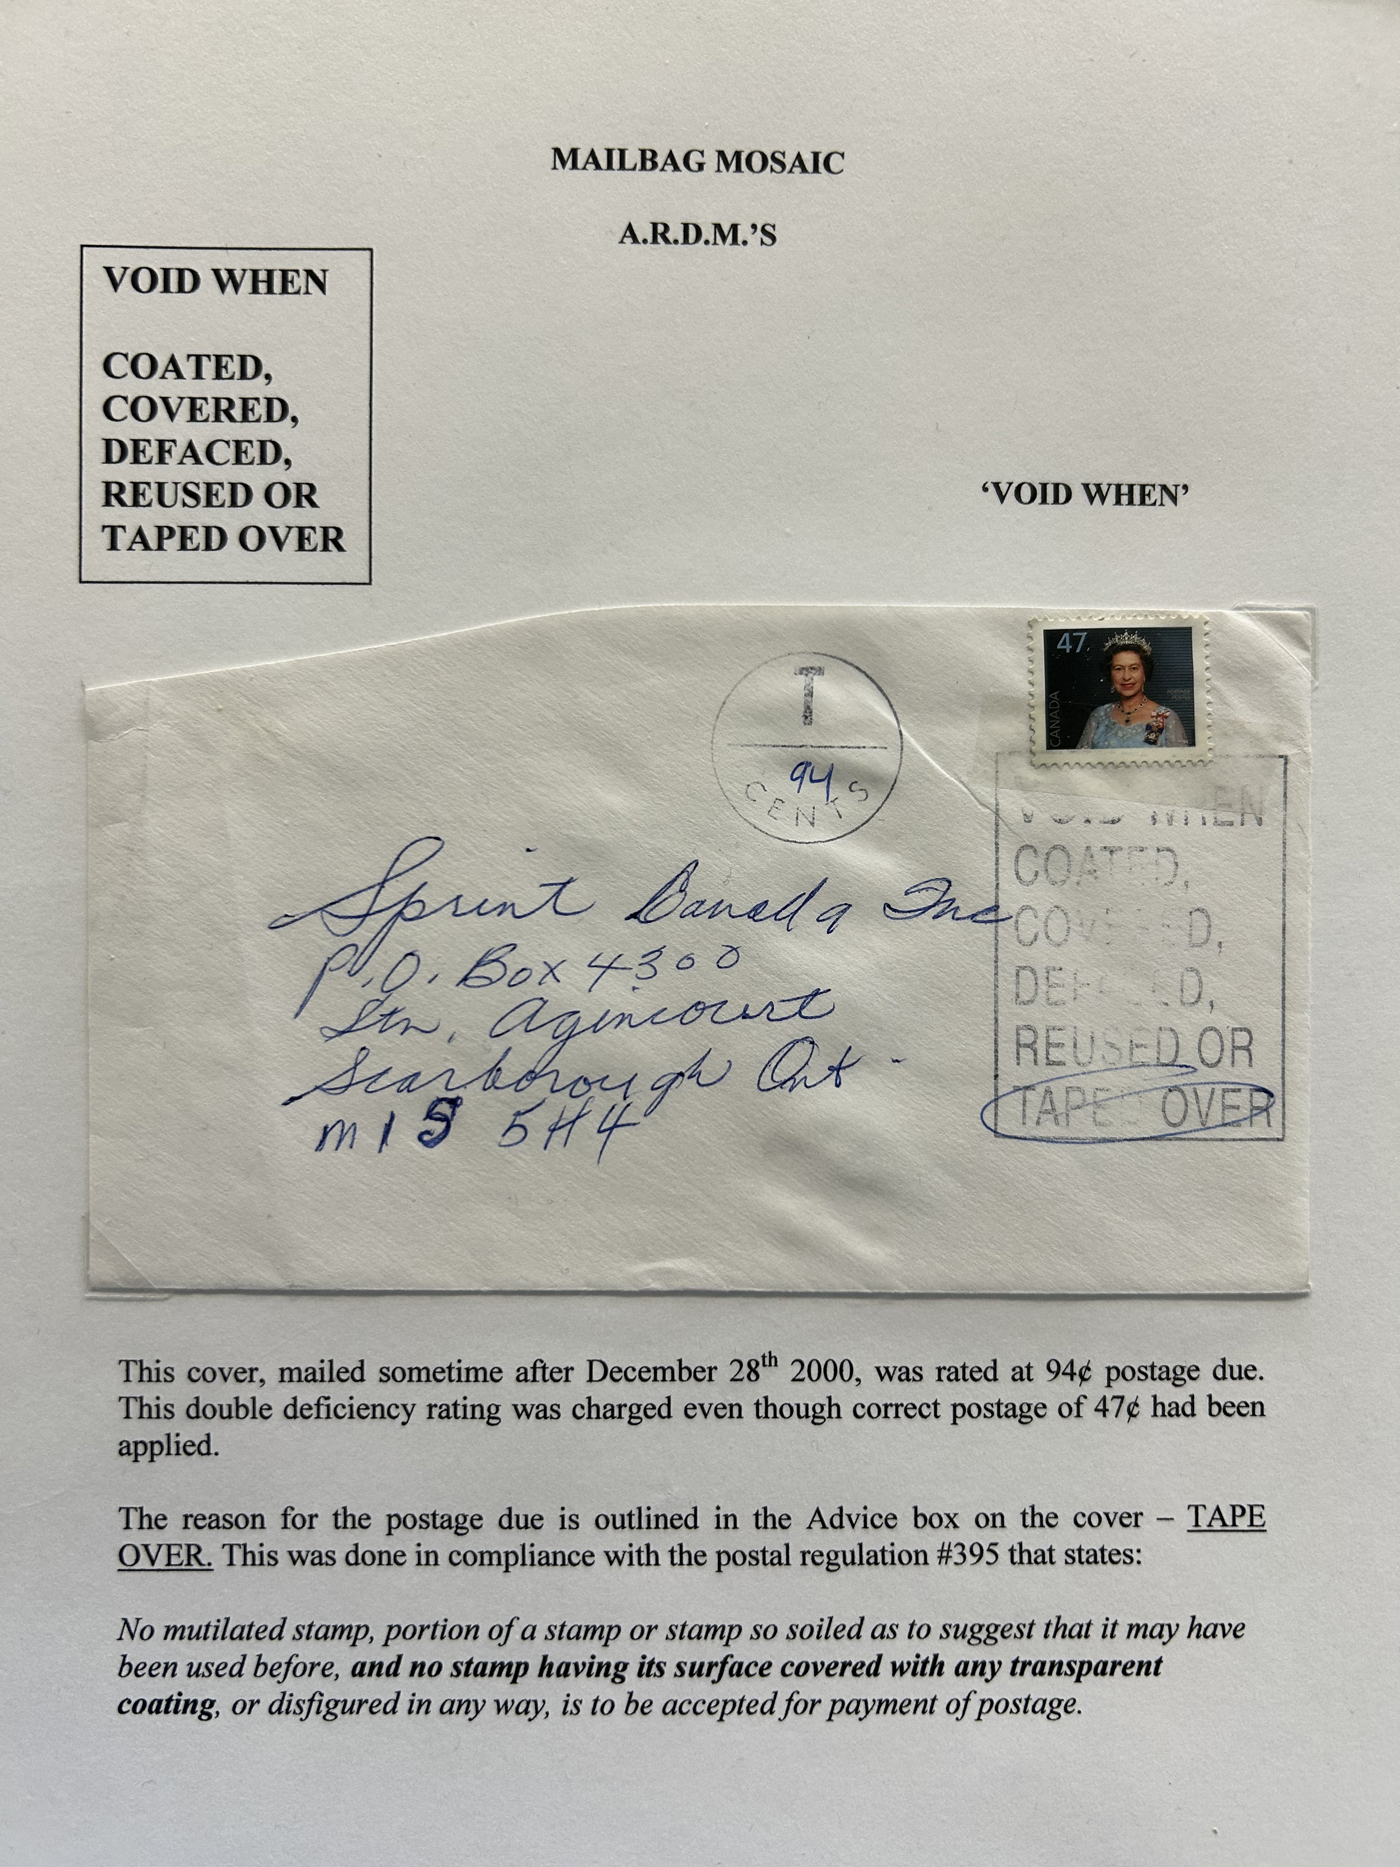 MAILBAG MOSAIC
A.R.D.M.'S
VOID WHEN
COATED,
COVERED,
DEFACED,
REUSED OR
TAPED OVER
‘VOID WHEN’
47
CANADA
T
94
CENTS
VOID WHEN
COATED,
COVERED,
DEFACED,
REUSED OR
TAPED OVER
Sprint Canada Inc
P.O. Box 4300
Stn. Agincourt
Scarborough Ont -
M1S 5H4
This cover, mailed sometime after December 28th 2000, was rated at 94¢ postage due.
This double deficiency rating was charged even though correct postage of 47¢ had been
applied.
The reason for the postage due is outlined in the Advice box on the cover – TAPE
OVER. This was done in compliance with the postal regulation #395 that states:
No mutilated stamp, portion of a stamp or stamp so soiled as to suggest that it may have
been used before, and no stamp having its surface covered with any transparent
coating, or disfigured in any way, is to be accepted for payment of postage.